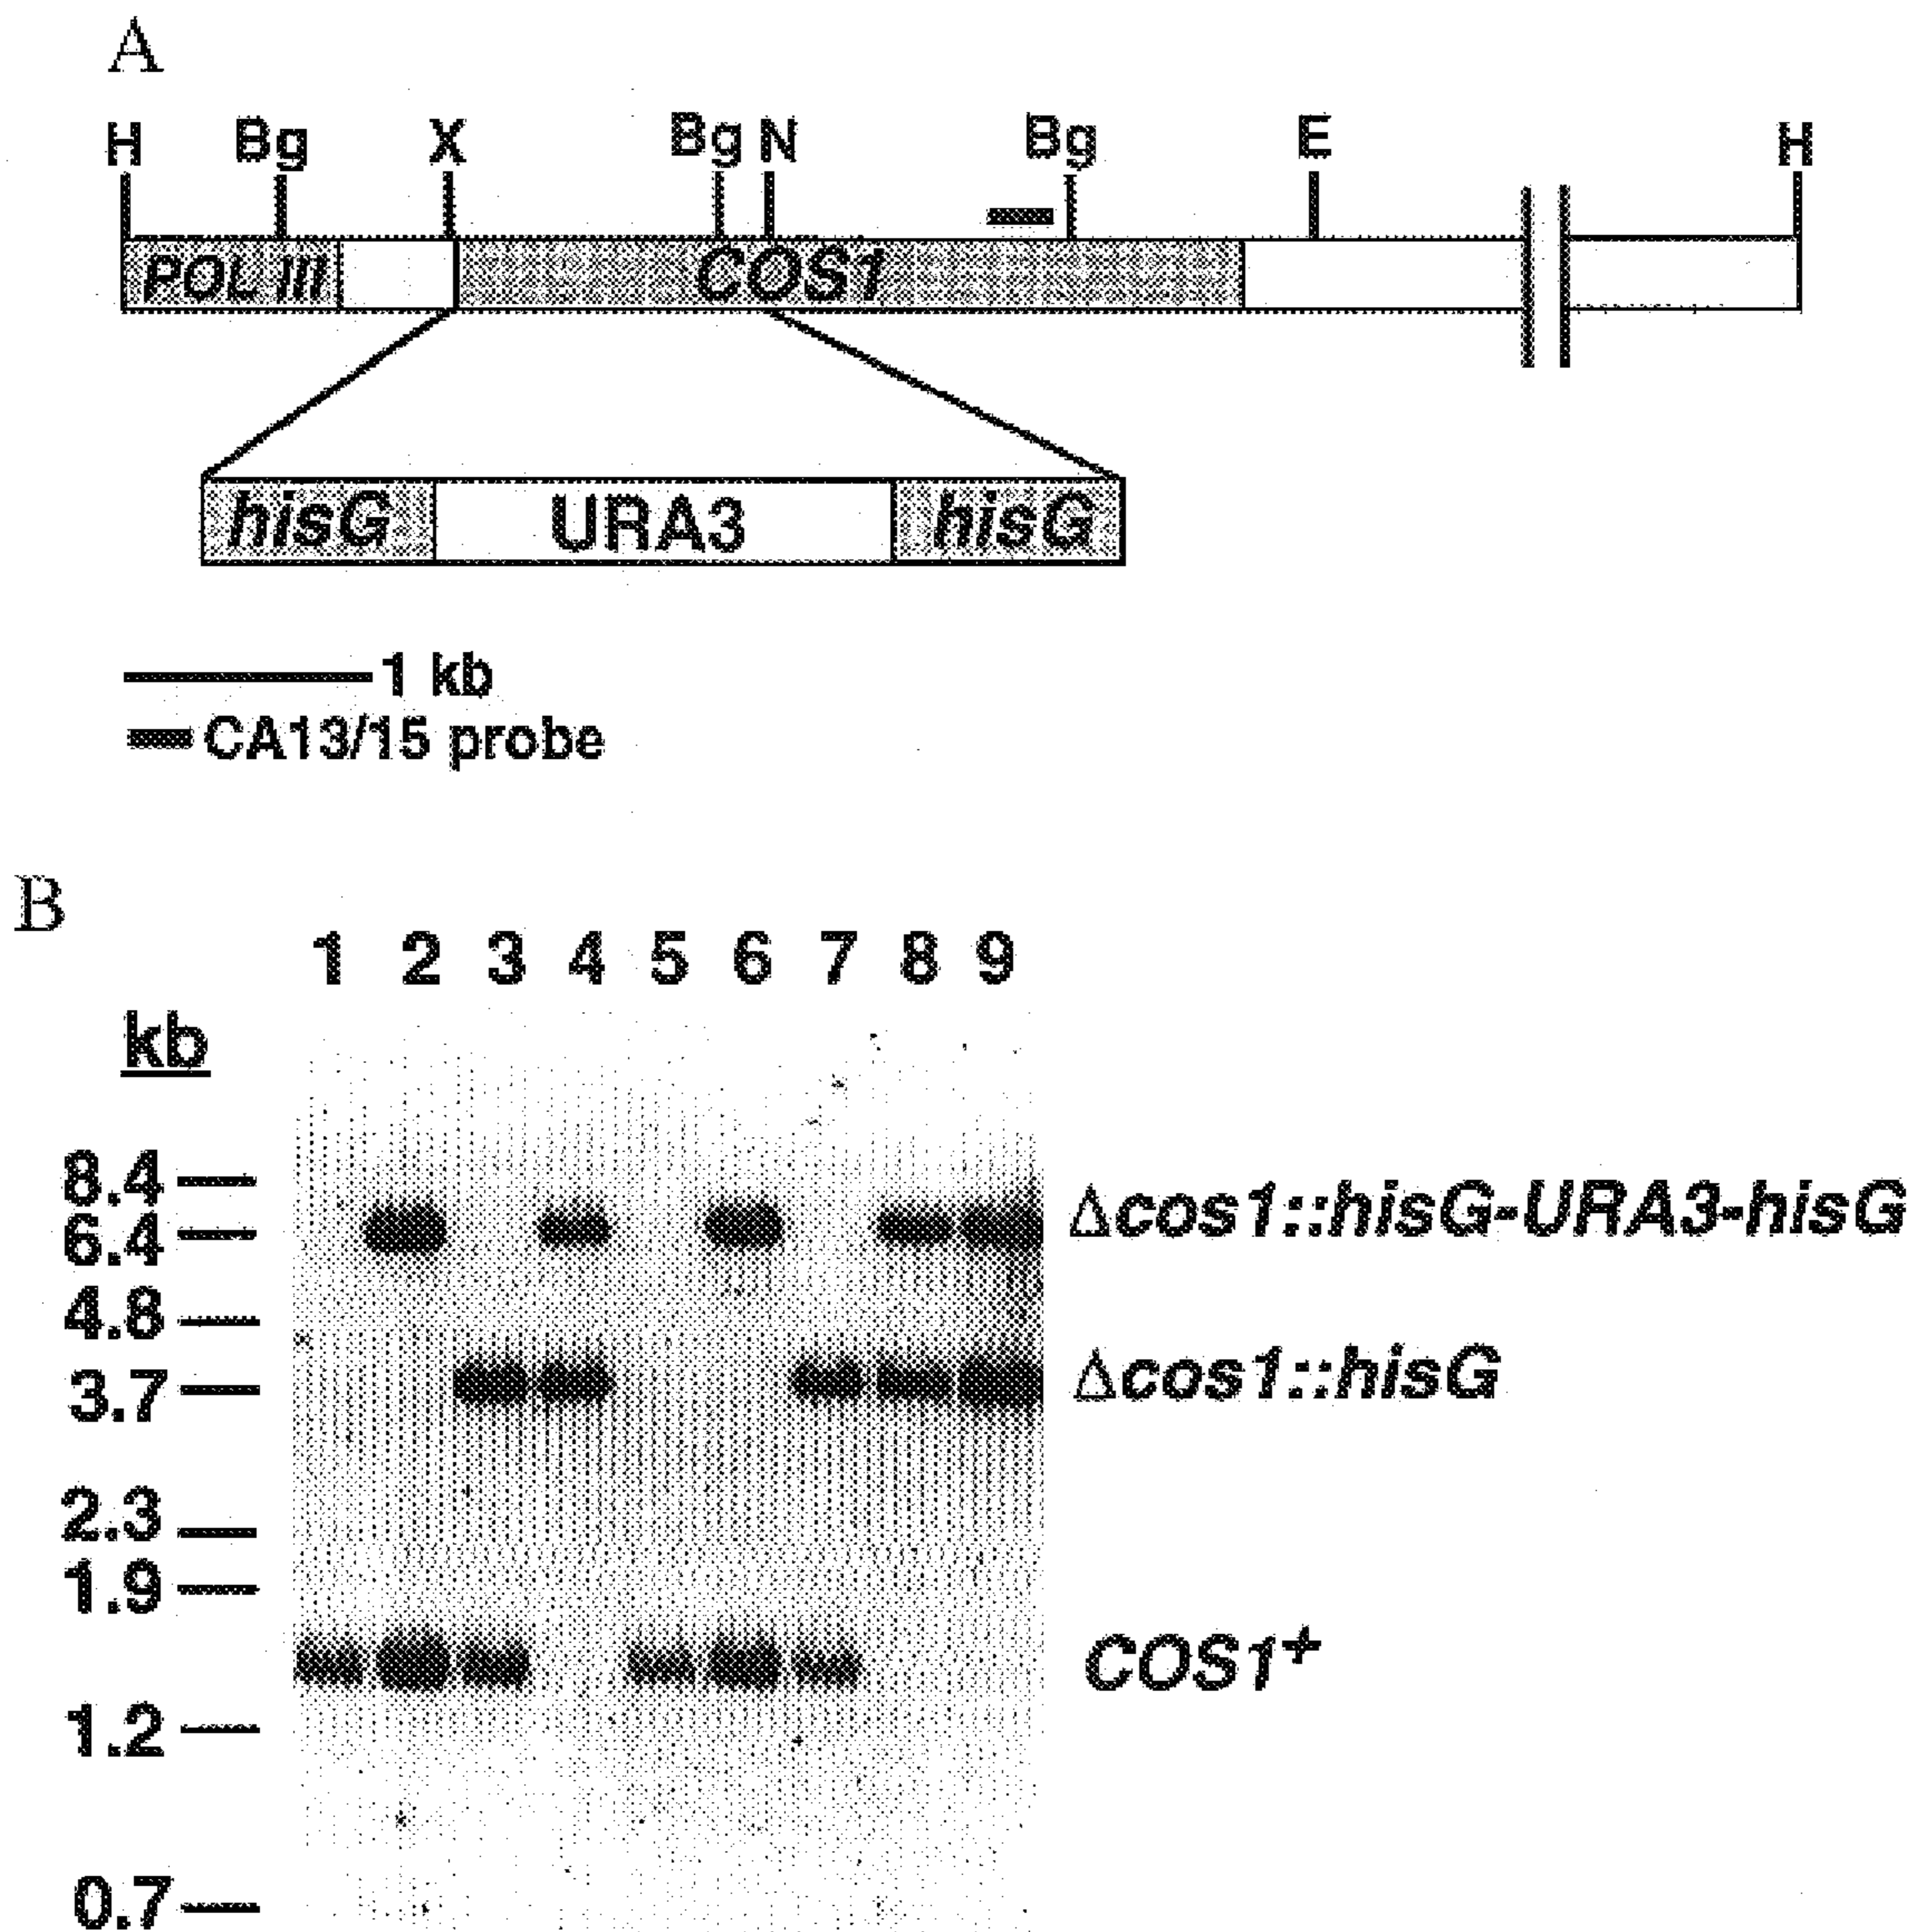 A
H Bg X Bg N Bg E H
POL III COS1
hisG URA3 hisG
1 kb
CA13/15 probe
B
1 2 3 4 5 6 7 8 9
kb
8.4
6.4
4.8
3.7
2.3
1.9
1.2
0.7
Δcos1::hisG-URA3-hisG
Δcos1::hisG
COS1+